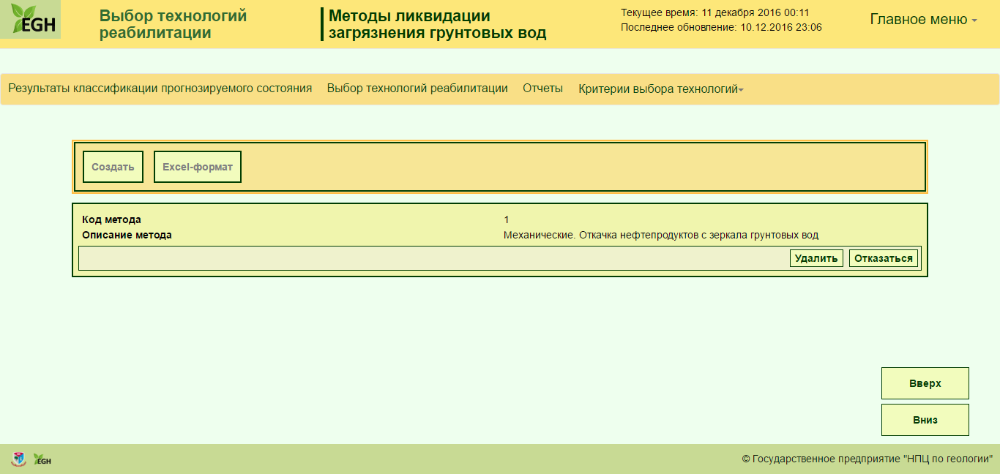 EGH
Выбор технологий
реабилитации
Методы ликвидации
загрязнения грунтовых вод
Текущее время: 11 декабря 2016 00:11
Последнее обновление: 10.12.2016 23:06
Главное меню
Результаты классификации прогнозируемого состояния Выбор технологий реабилитации Отчеты Критерии выбора технологий
Создать Excel-формат
Код метода 1
Описание метода Механические. Откачка нефтепродуктов с зеркала грунтовых вод
Удалить Отказаться
Вверх
Вниз
EGH © Государственное предприятие "НПЦ по геологии"